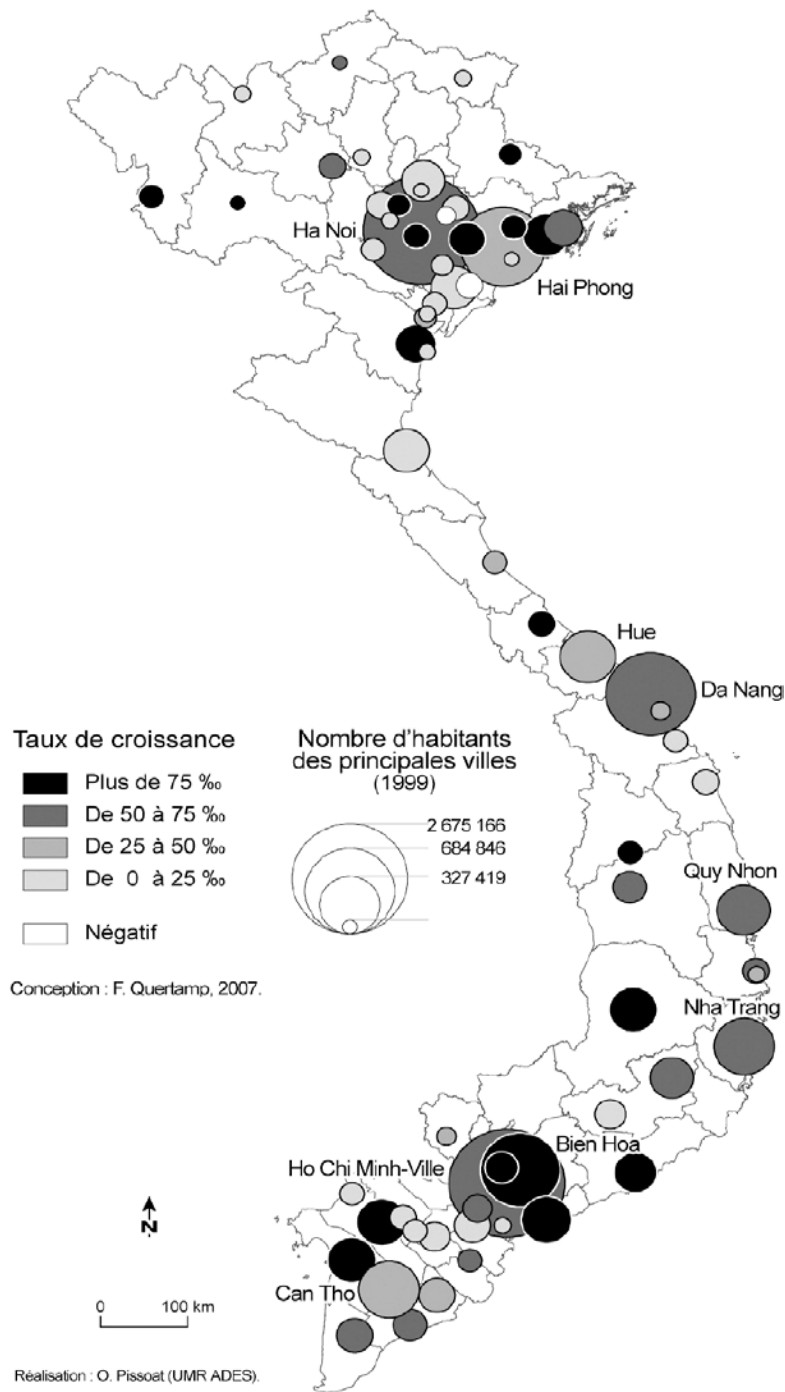 Ha Noi
Hai Phong
Hue
Da Nang
Taux de croissance
Plus de 75 ‰
De 50 à 75 ‰
De 25 à 50 ‰
De 0 à 25 ‰
Négatif
Nombre d'habitants
des principales villes
(1999)
2 675 166
684 846
327 419
Conception : F. Quertamp, 2007.
Quy Nhon
Nha Trang
Bien Hoa
Ho Chi Minh-Ville
Can Tho
N
0 100 km
Réalisation : O. Pissoat (UMR ADES).